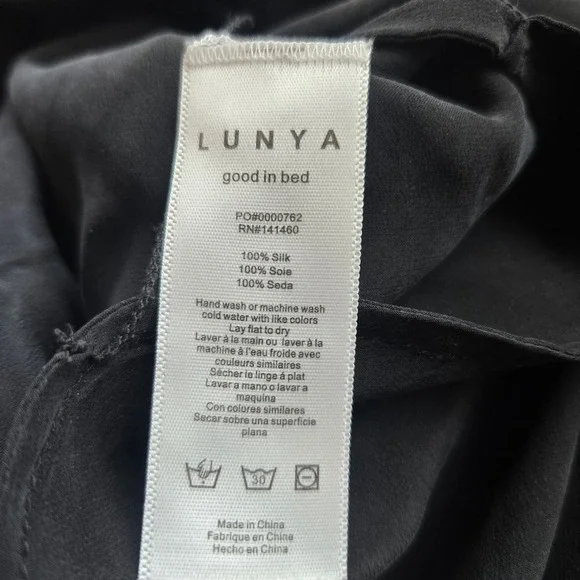 LUNYA
good in bed
PO#0000762
RN#141460
100% Silk
100% Soie
100% Seda
Hand wash or machine wash
cold water with like colors
Lay flat to dry
Laver à la main ou laver à la
machine à l'eau froide avec
couleurs similaires
Sécher le linge á plat
Lavar a mano o lavar a
maquina
Con colores similares
Secar sobre una superficie
plana
30
Made in China
Fabriqué en Chine
Hecho en China